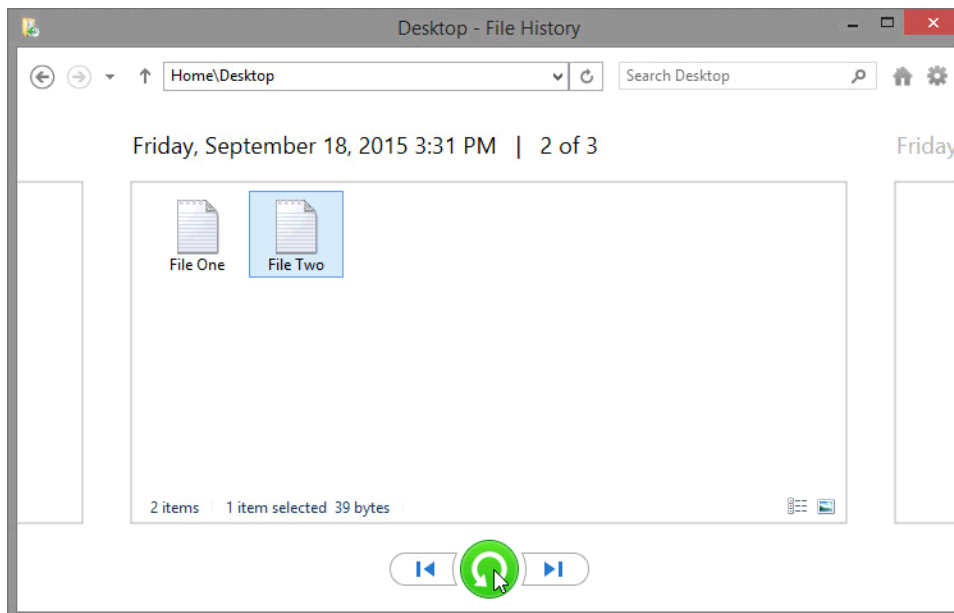 Desktop - File History
Home\Desktop
Search Desktop
Friday, September 18, 2015 3:31 PM | 2 of 3
Friday
File One
File Two
2 items
1 item selected 39 bytes